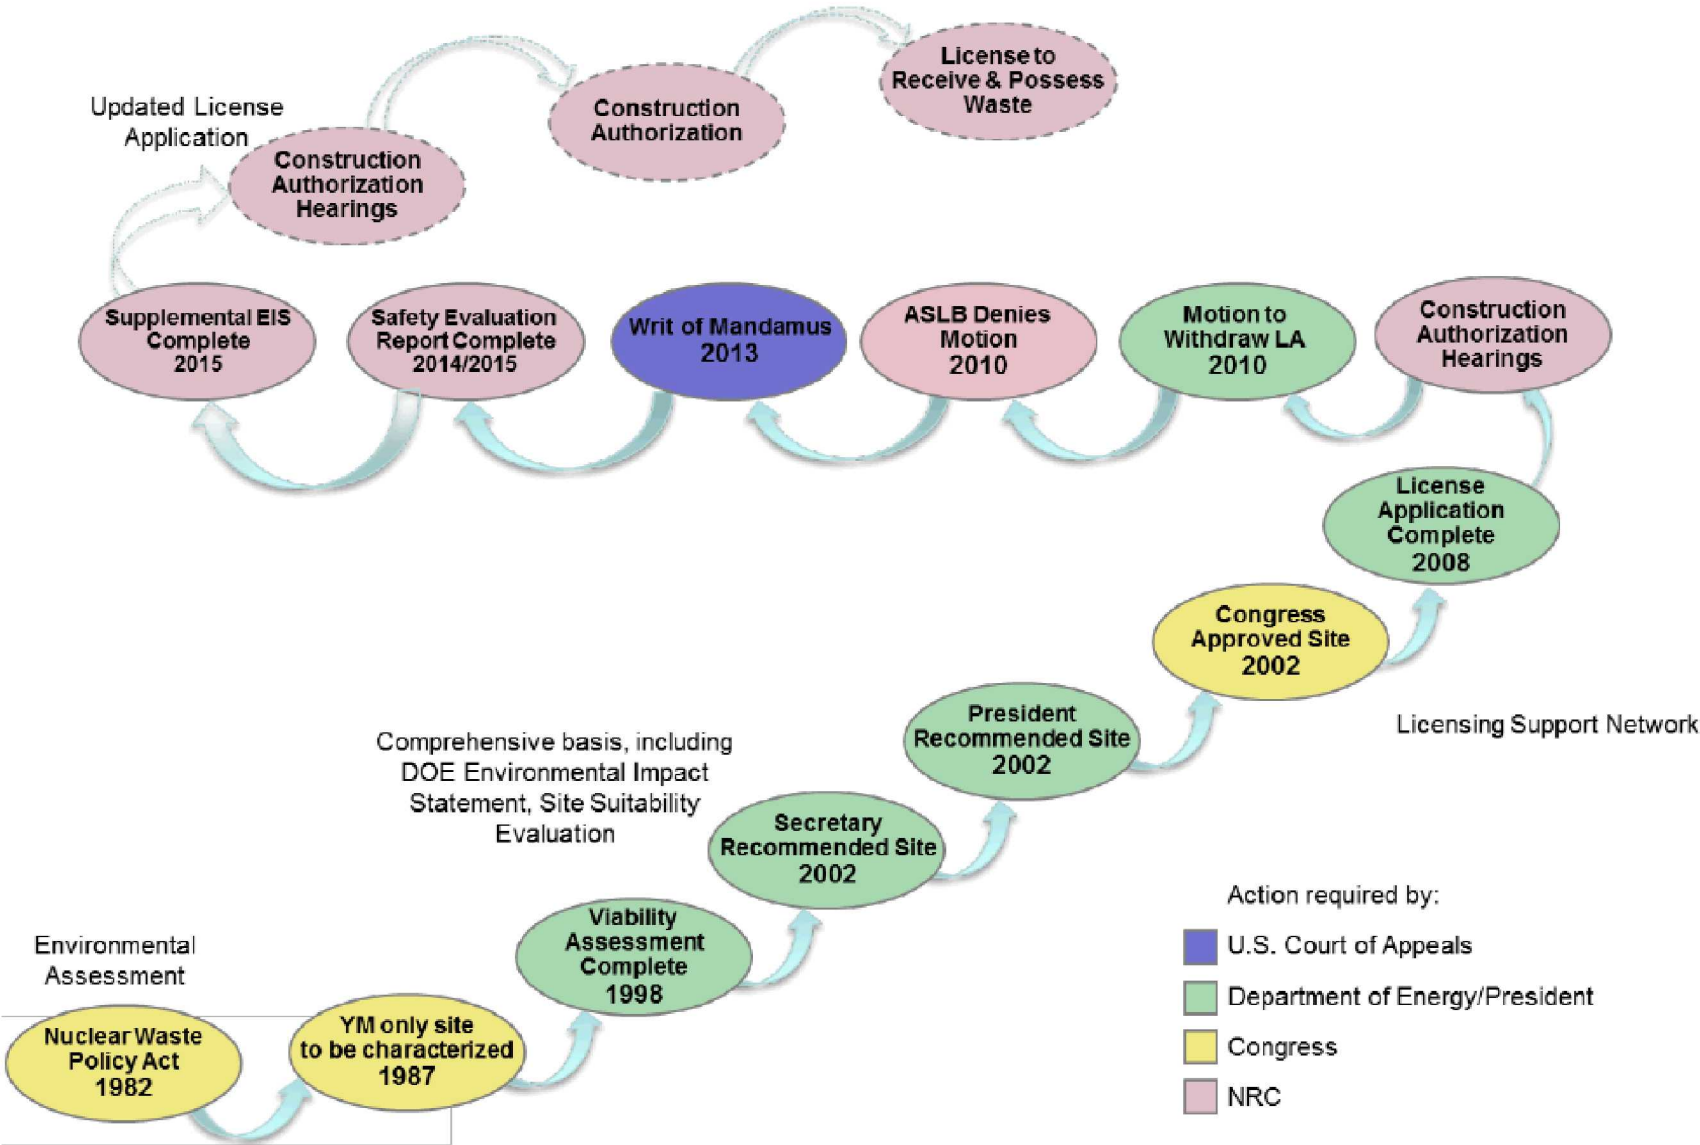 License to
Receive & Possess
Waste
Construction
Authorization
Updated License
Application
Construction
Authorization
Hearings
Supplemental EIS
Complete
2015
Safety Evaluation
Report Complete
2014/2015
Writ of Mandamus
2013
ASLB Denies
Motion
2010
Motion to
Withdraw LA
2010
Construction
Authorization
Hearings
License
Application
Complete
2008
Congress
Approved Site
2002
Licensing Support Network
President
Recommended Site
2002
Comprehensive basis, including
DOE Environmental Impact
Statement, Site Suitability
Evaluation
Secretary
Recommended Site
2002
Viability
Assessment
Complete
1998
Environmental
Assessment
Nuclear Waste
Policy Act
1982
YM only site
to be characterized
1987
Action required by:
U.S. Court of Appeals
Department of Energy/President
Congress
NRC